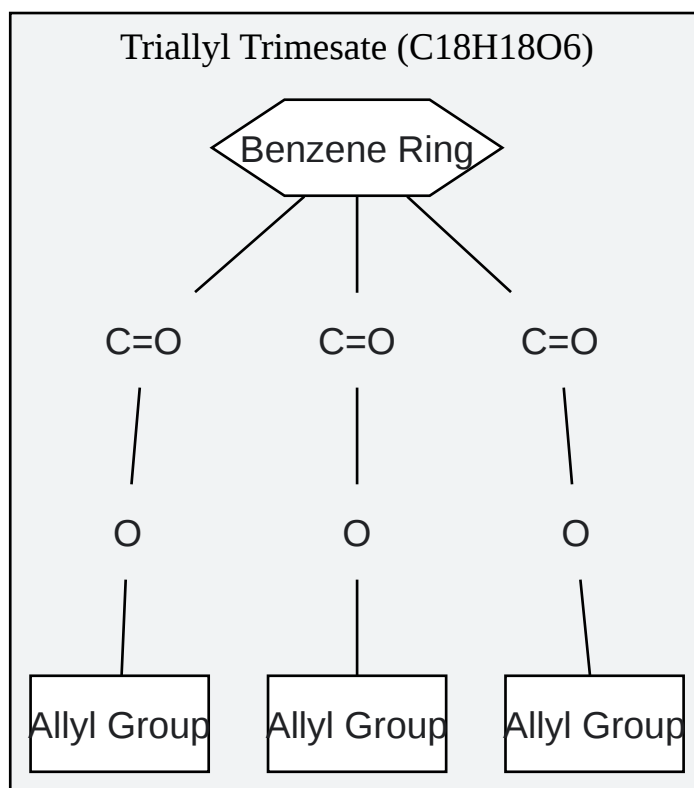 Triallyl Trimesate (C18H18O6)
Benzene Ring
C=O C=O C=O
O O O
Allyl Group Allyl Group Allyl Group